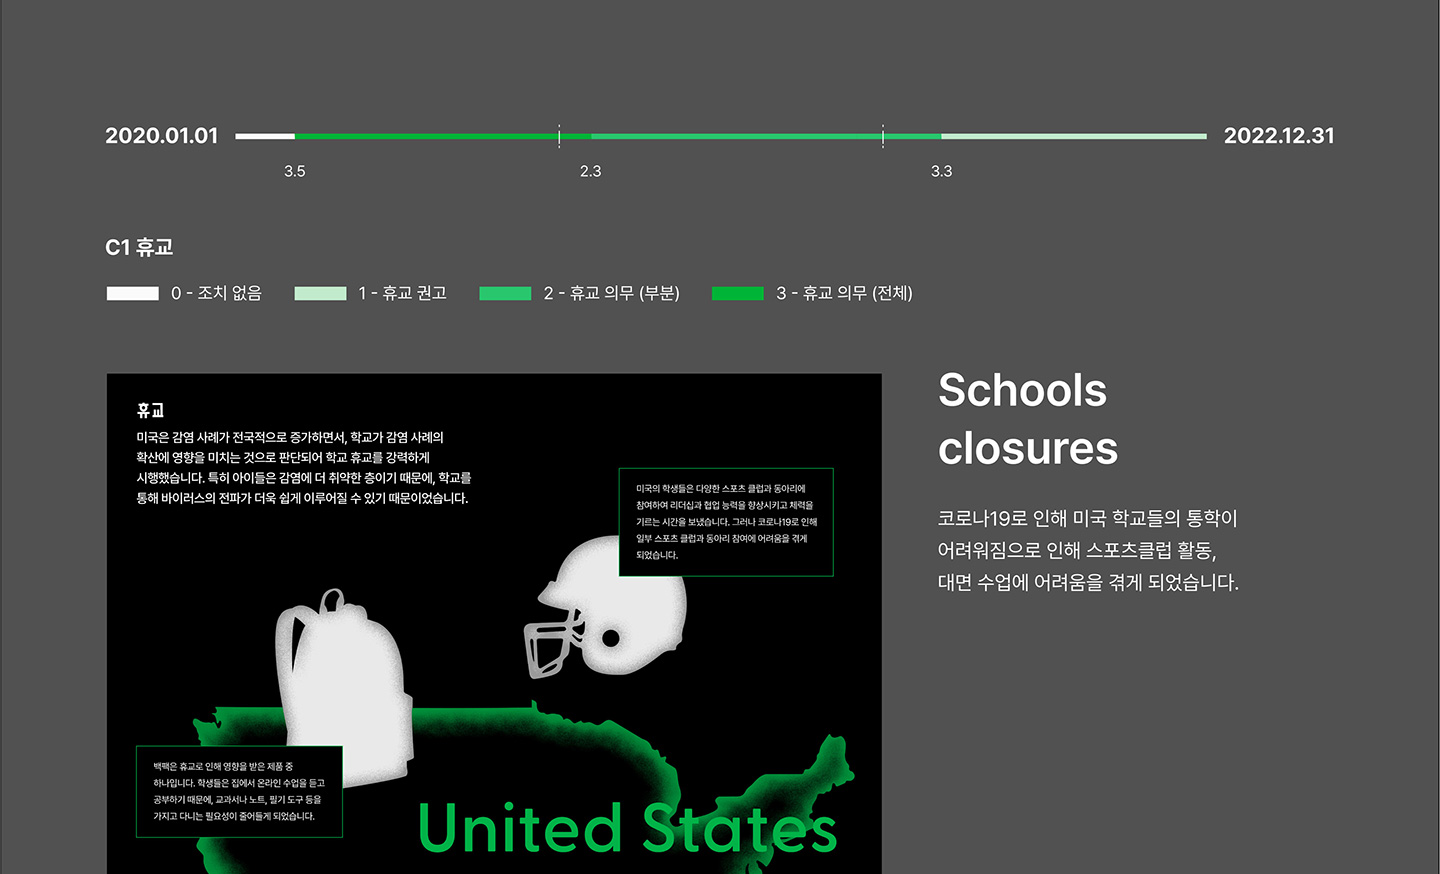 2020.01.01
2022.12.31
3.5
2.3
3.3
C1 휴교
0 - 조치 없음
1 - 휴교 권고
2 - 휴교 의무 (부분)
3 - 휴교 의무 (전체)
휴교
미국은 감염 사례가 전국적으로 증가하면서, 학교가 감염 사례의
확산에 영향을 미치는 것으로 판단되어 학교 휴교를 강력하게
시행했습니다. 특히 아이들은 감염에 더 취약한 층이기 때문에, 학교를
통해 바이러스의 전파가 더욱 쉽게 이루어질 수 있기 때문이었습니다.
미국의 학생들은 다양한 스포츠 클럽과 동아리에
참여하여 리더십과 협업 능력을 향상시키고 체력을
기르는 시간을 보냈습니다. 그러나 코로나19로 인해
일부 스포츠 클럽과 동아리 참여에 어려움을 겪게
되었습니다.
백팩은 휴교로 인해 영향을 받은 제품 중
하나입니다. 학생들은 집에서 온라인 수업을 듣고
공부하기 때문에, 교과서나 노트, 필기 도구 등을
가지고 다니는 필요성이 줄어들게 되었습니다.
United States
Schools
closures
코로나19로 인해 미국 학교들의 통학이
어려워짐으로 인해 스포츠클럽 활동,
대면 수업에 어려움을 겪게 되었습니다.